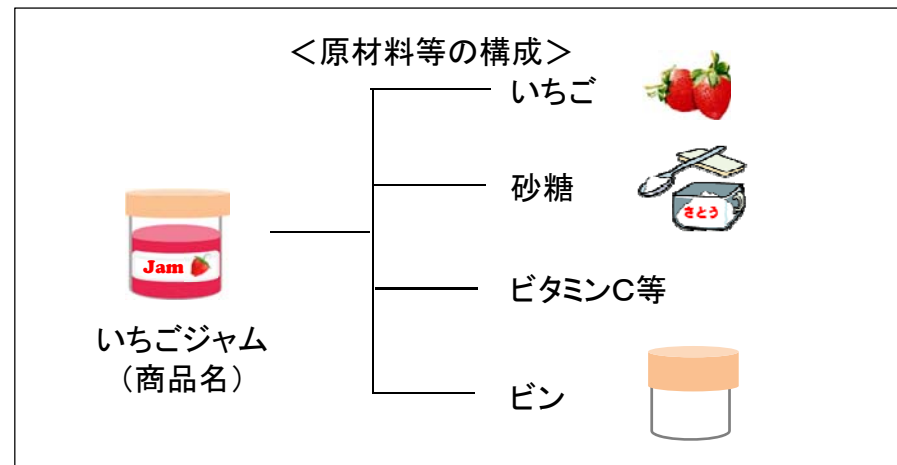 <原材料等の構成>
いちご
砂糖
さとう
Jam
ビタミンC等
いちごジャム
(商品名)
ビン